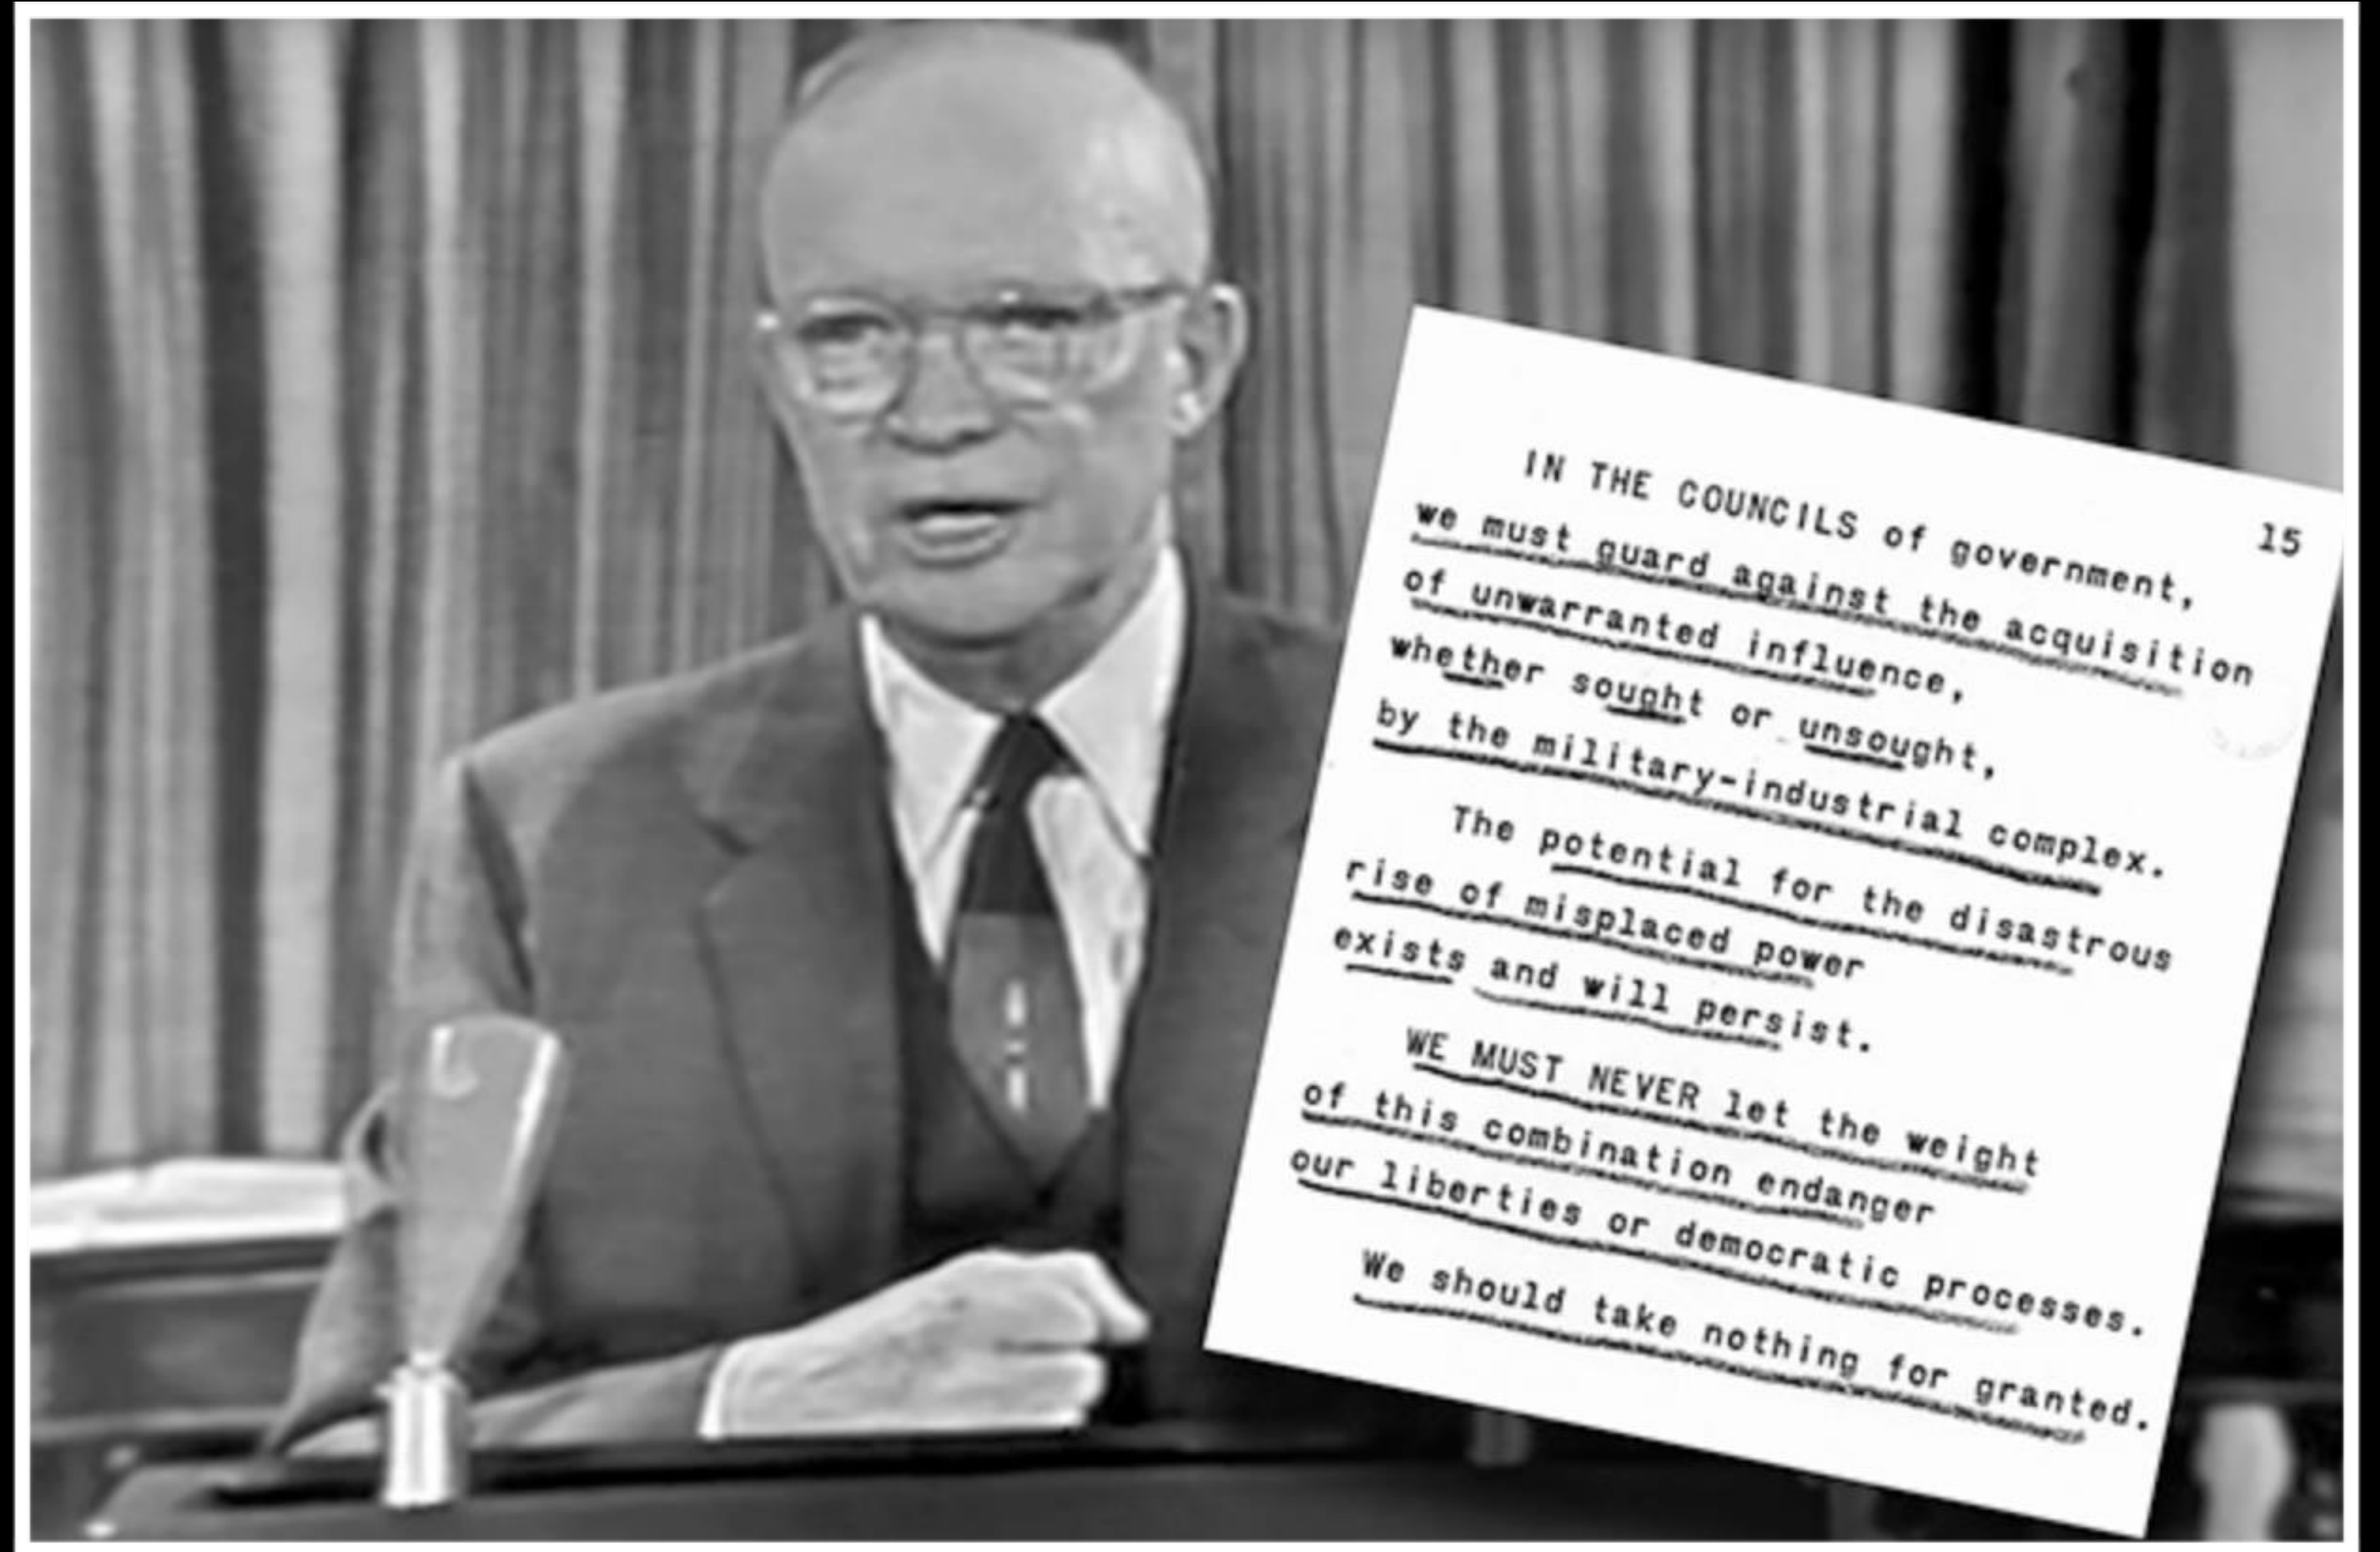 15
IN THE COUNCILS of government,
we must guard against the acquisition
of unwarranted influence,
whether sought or unsought,
by the military-industrial complex.
The potential for the disastrous
rise of misplaced power
exists and will persist.
WE MUST NEVER let the weight
of this combination endanger
our liberties or democratic processes.
We should take nothing for granted.